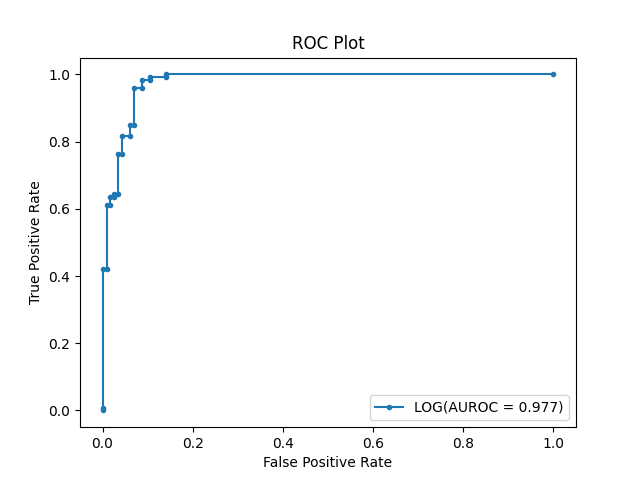 ROC Plot
True Positive Rate
1.0
0.8
0.6
0.4
0.2
0.0
0.0 0.2 0.4 0.6 0.8 1.0
False Positive Rate
LOG(AUROC = 0.977)